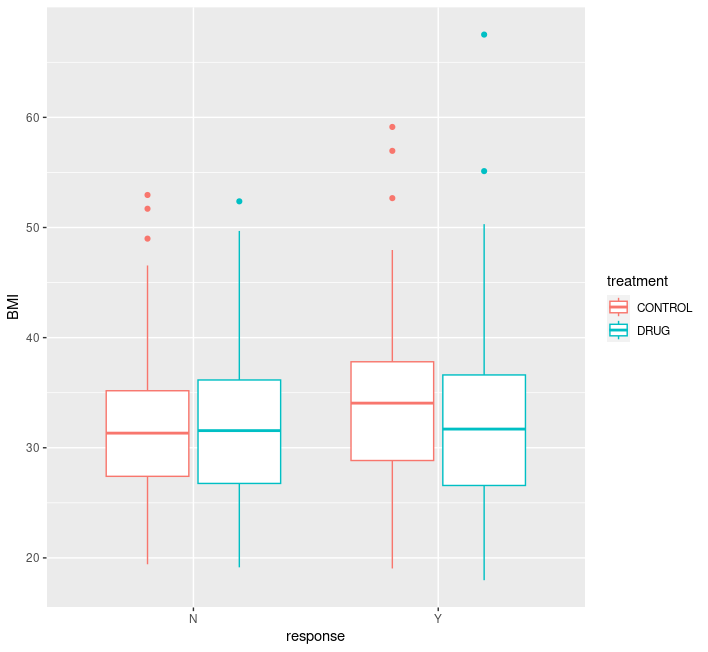 BMI
60
50
40
30
20
N Y
response
treatment
CONTROL
DRUG